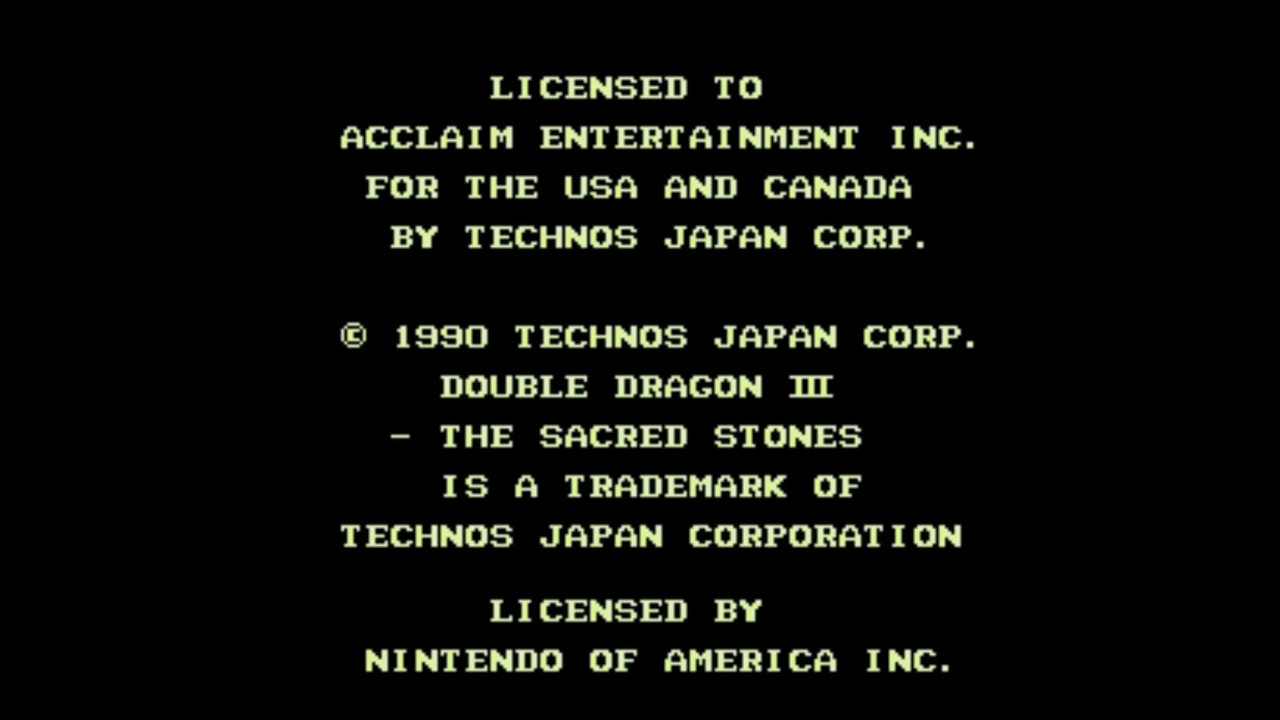 LICENSED TO
ACCLAIM ENTERTAINMENT INC.
FOR THE USA AND CANADA
BY TECHNOS JAPAN CORP.
© 1990 TECHNOS JAPAN CORP.
DOUBLE DRAGON III
- THE SACRED STONES
IS A TRADEMARK OF
TECHNOS JAPAN CORPORATION
LICENSED BY
NINTENDO OF AMERICA INC.